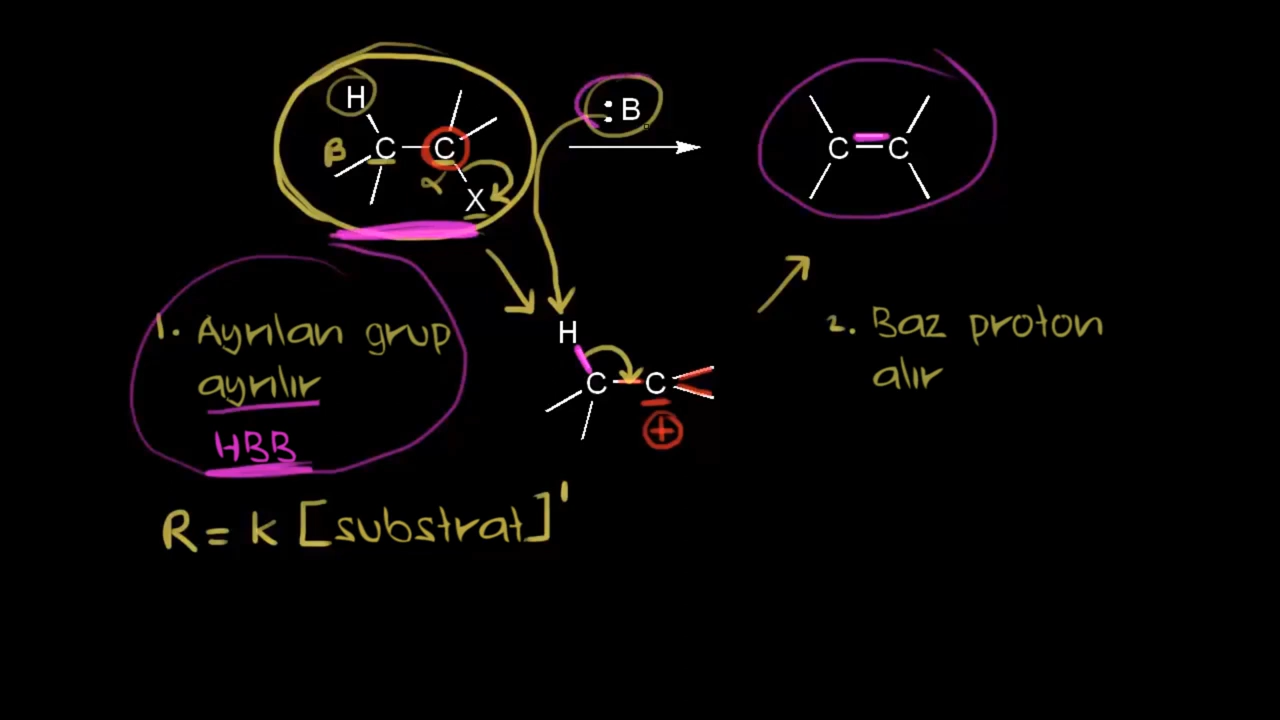 H
:B
β C C C=C
α
X
1. Ayrılan grup
ayrılır
HBB
H
C C
+
2. Baz proton
alır
R = k [substrat]¹